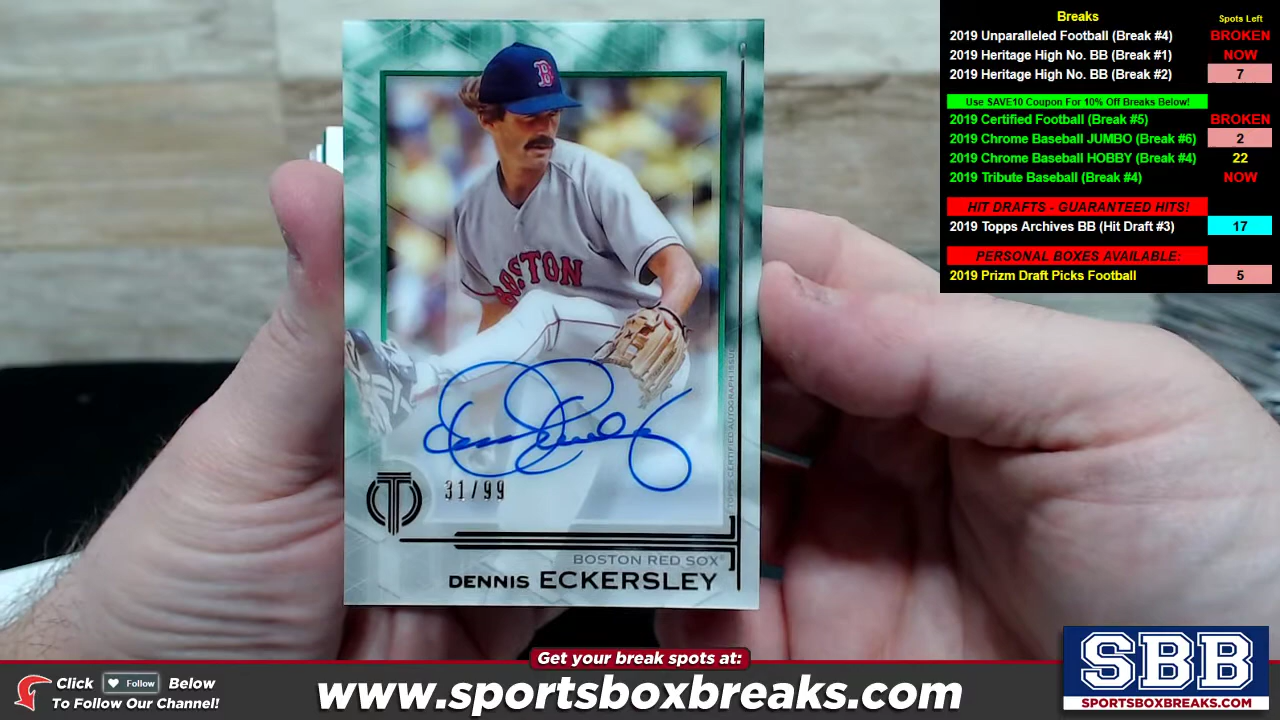 Breaks Spots Left
2019 Unparalleled Football (Break #4) BROKEN
2019 Heritage High No. BB (Break #1) NOW
2019 Heritage High No. BB (Break #2) 7
Use SAVE10 Coupon For 10% Off Breaks Below!
2019 Certified Football (Break #5) BROKEN
2019 Chrome Baseball JUMBO (Break #6) 2
2019 Chrome Baseball HOBBY (Break #4) 22
2019 Tribute Baseball (Break #4) NOW
HIT DRAFTS - GUARANTEED HITS!
2019 Topps Archives BB (Hit Draft #3) 17
PERSONAL BOXES AVAILABLE:
2019 Prizm Draft Picks Football 5
B
BOSTON
TOPPS CERTIFIED AUTOGRAPH ISSUE
31/99
BOSTON RED SOX
DENNIS ECKERSLEY
Get your break spots at:
Click Follow Below
To Follow Our Channel!
www.sportsboxbreaks.com
SBB
SPORTSBOXBREAKS.COM